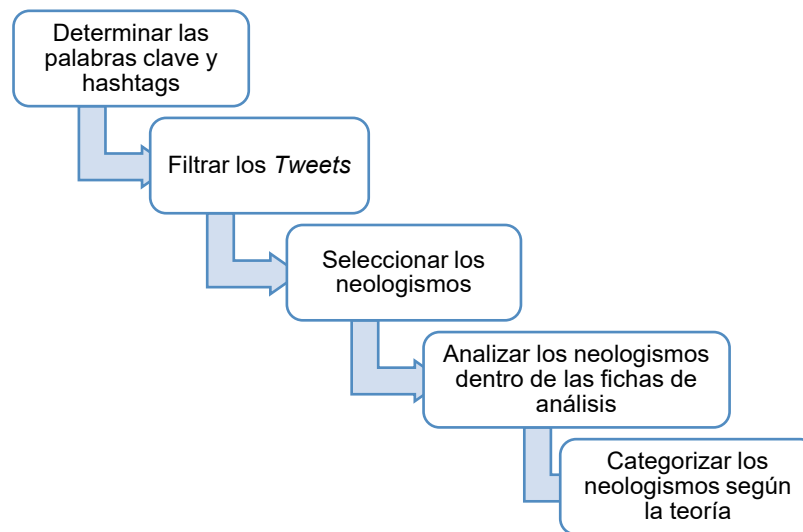 Determinar las
palabras clave y
hashtags
Filtrar los Tweets
Seleccionar los
neologismos
Analizar los neologismos
dentro de las fichas de
análisis
Categorizar los
neologismos según
la teoría